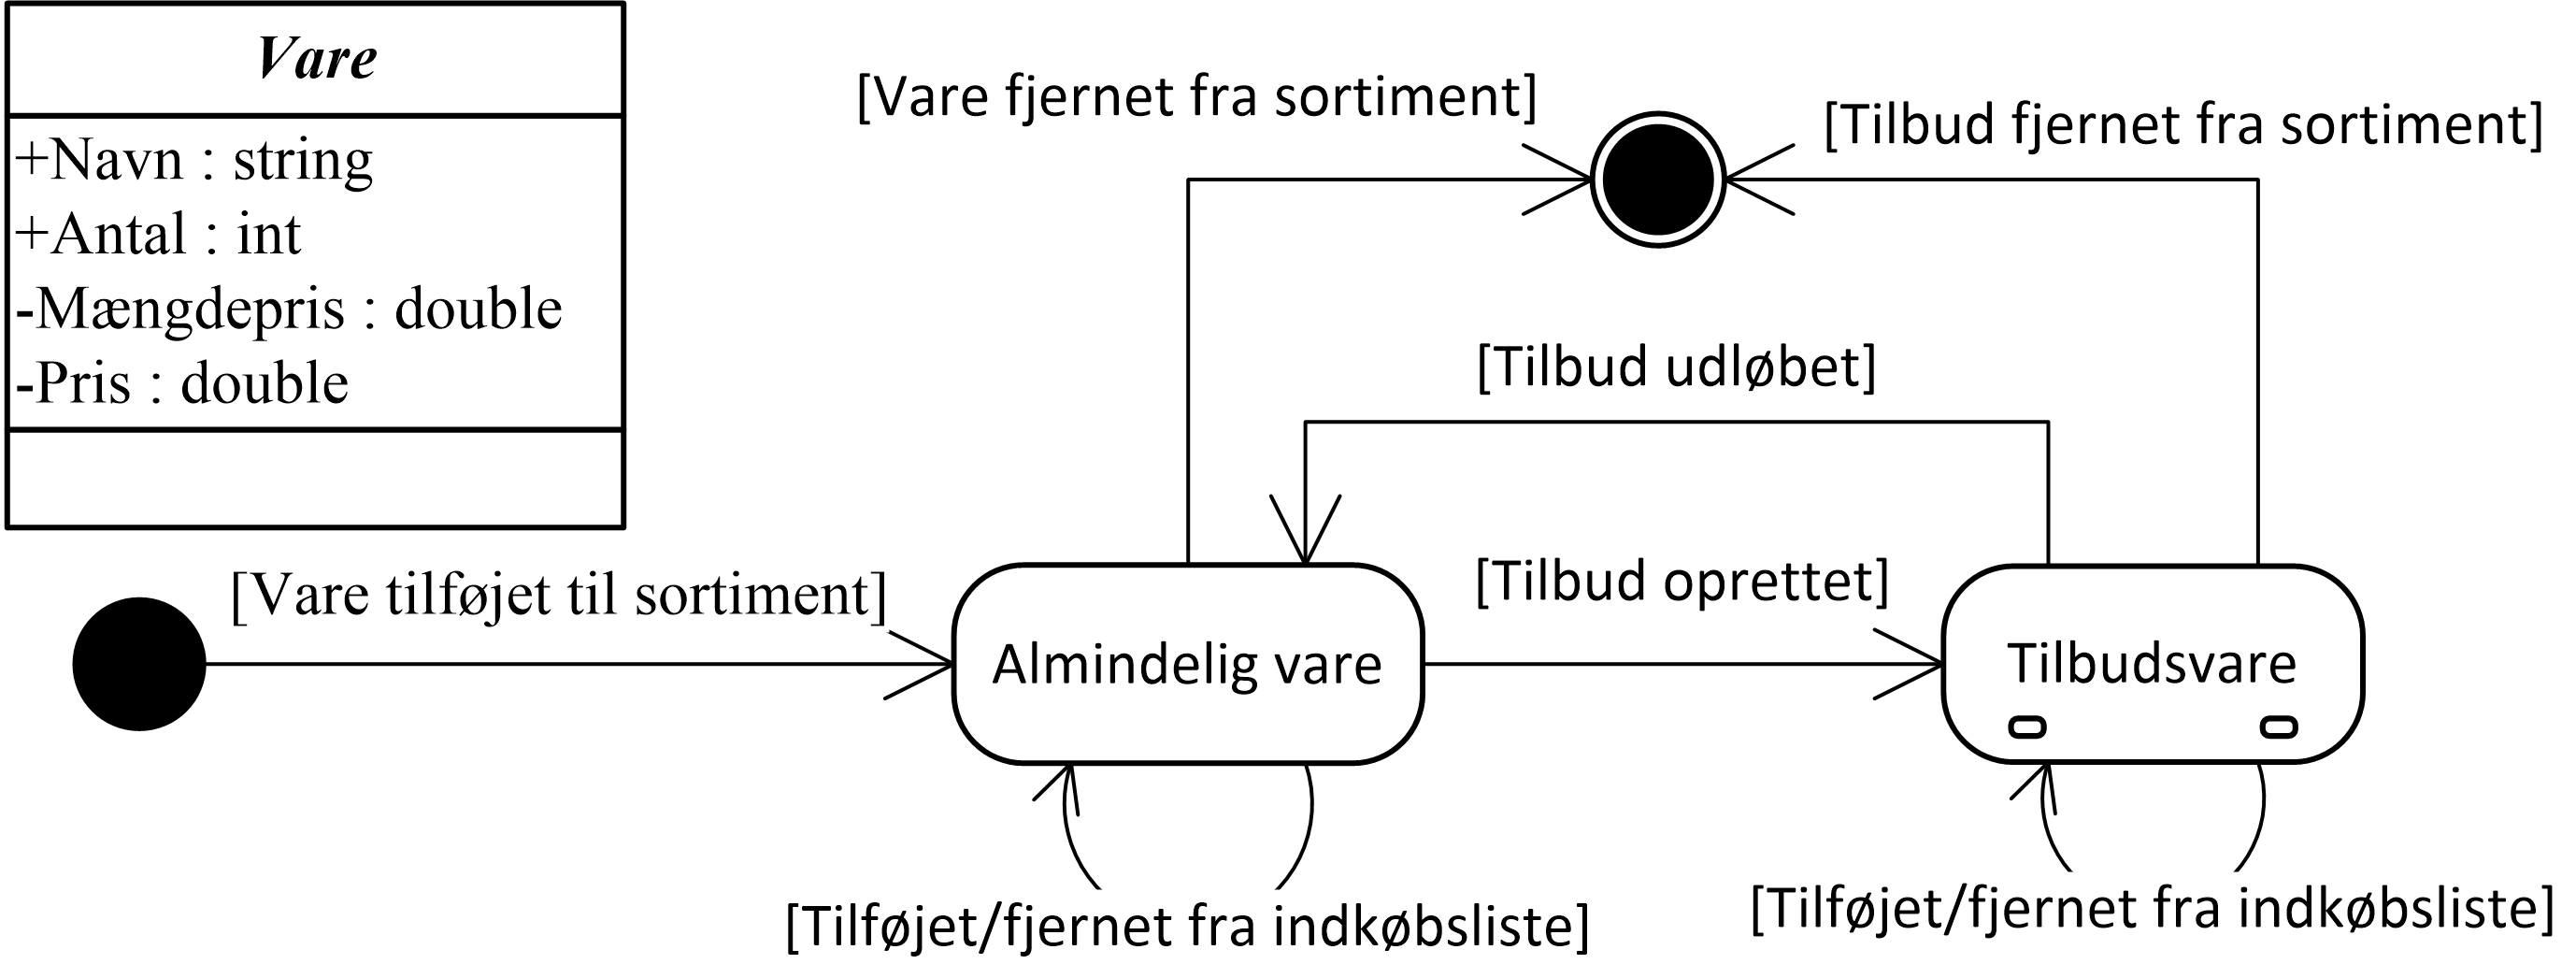 Vare
+Navn : string
+Antal : int
-Mængdepris : double
-Pris : double
[Vare fjernet fra sortiment]
[Tilbud fjernet fra sortiment]
[Tilbud udløbet]
[Vare tilføjet til sortiment]
[Tilbud oprettet]
Almindelig vare
Tilbudsvare
[Tilføjet/fjernet fra indkøbsliste]
[Tilføjet/fjernet fra indkøbsliste]